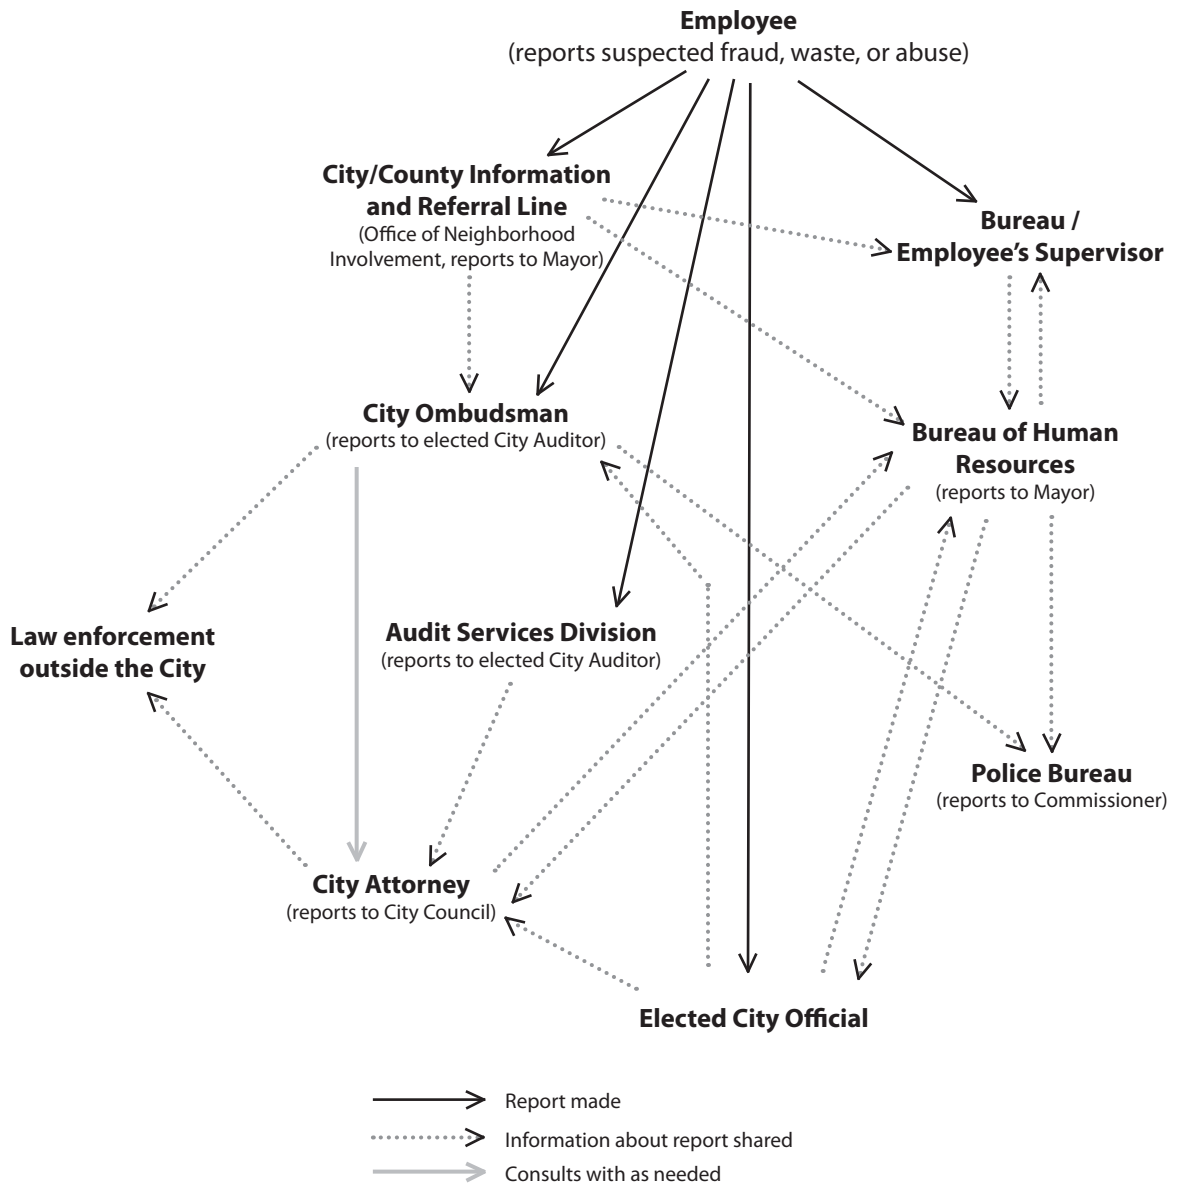 Employee
(reports suspected fraud, waste, or abuse)
City/County Information
and Referral Line
(Office of Neighborhood
Involvement, reports to Mayor)
Bureau /
Employee’s Supervisor
City Ombudsman
(reports to elected City Auditor)
Bureau of Human
Resources
(reports to Mayor)
Law enforcement
outside the City
Audit Services Division
(reports to elected City Auditor)
Police Bureau
(reports to Commissioner)
City Attorney
(reports to City Council)
Elected City Official
Report made
Information about report shared
Consults with as needed